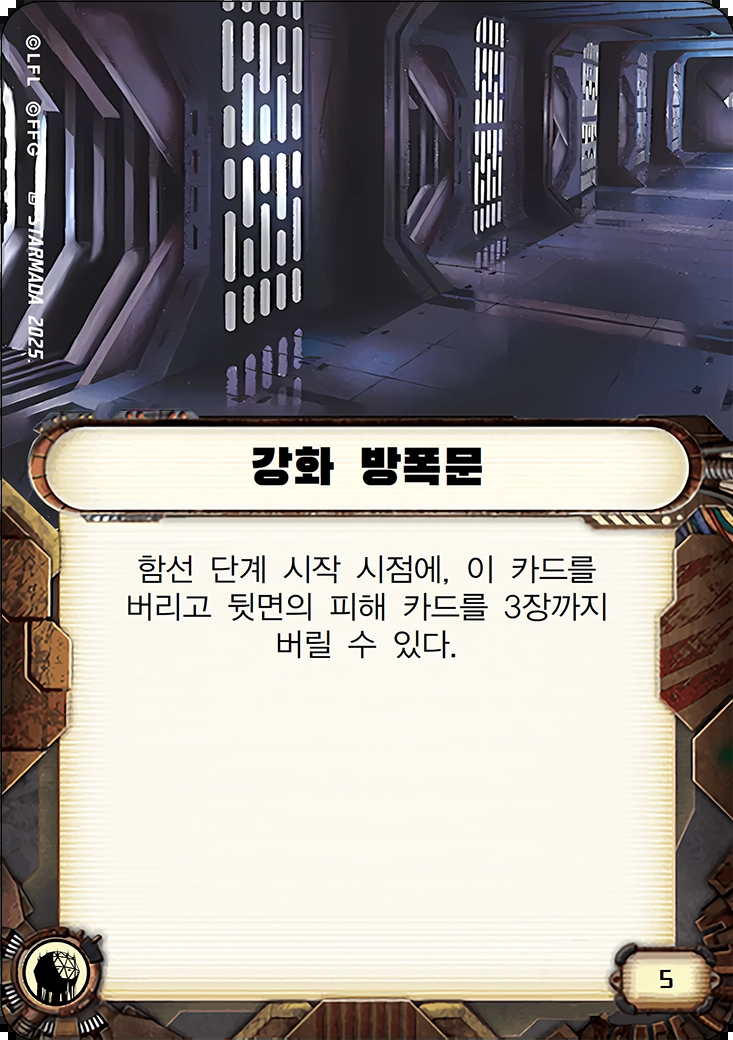 ©LFL ©FFG STARMADA 2025.
강화 방폭문
함선 단계 시작 시점에, 이 카드를
버리고 뒷면의 피해 카드를 3장까지
버릴 수 있다.
5